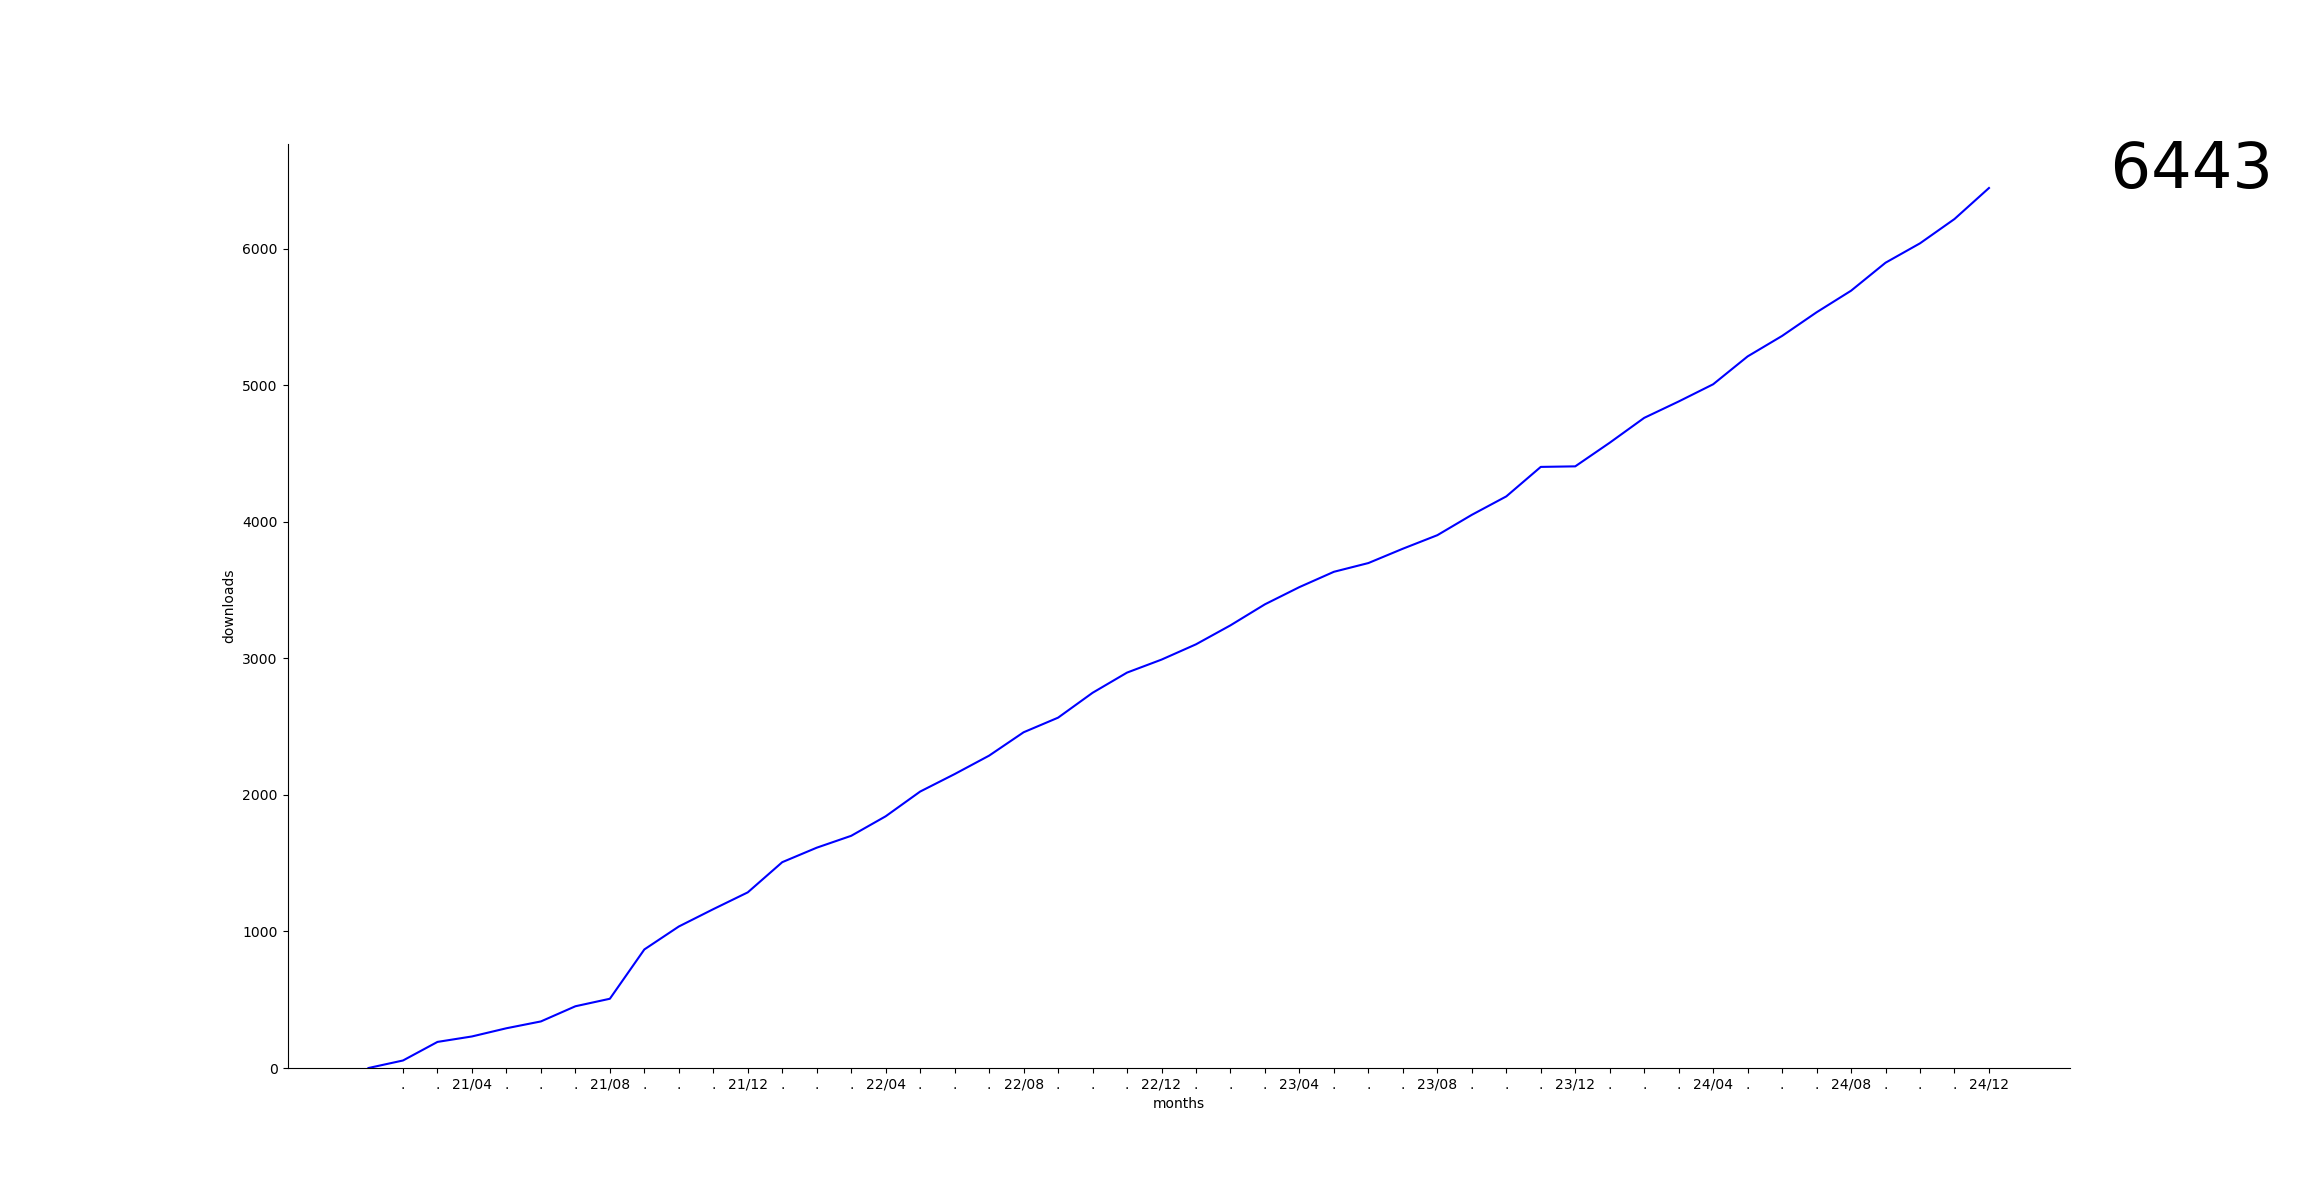 6443
6000
5000
4000
3000
2000
1000
0
downloads
. . 21/04 . . . 21/08 . . . 21/12 . . . 22/04 . . . 22/08 . . . 22/12 . . . 23/04 . . . 23/08 . . . 23/12 . . . 24/04 . . . 24/08 . . . 24/12
months